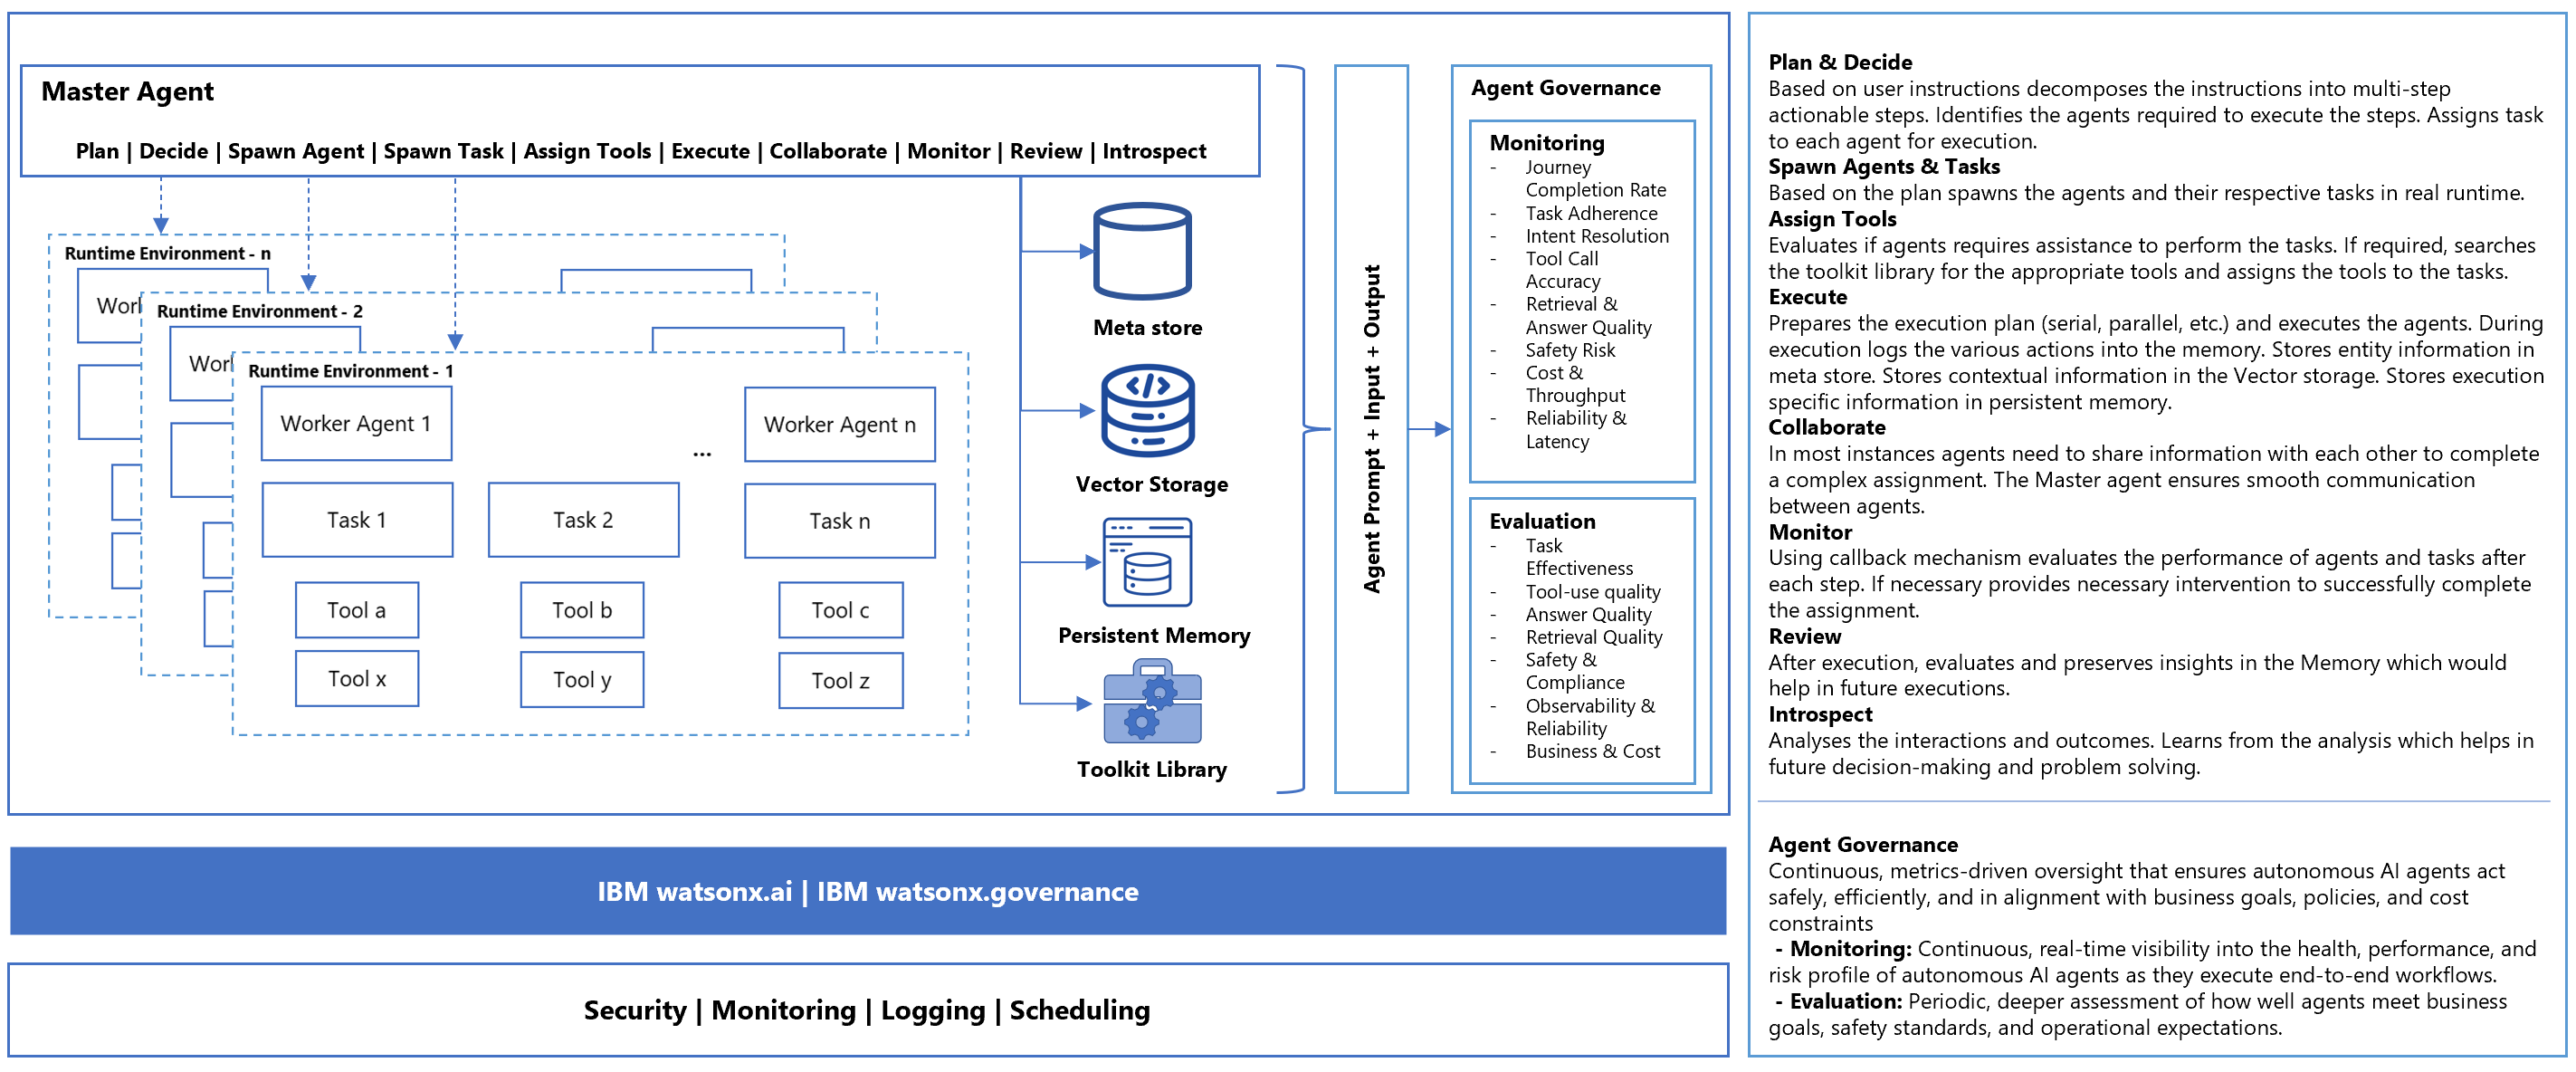 Master Agent
Plan | Decide | Spawn Agent | Spawn Task | Assign Tools | Execute | Collaborate | Monitor | Review | Introspect
Runtime Environment - n
Wor
Runtime Environment - 2
Wor
Runtime Environment - 1
Worker Agent 1
...
Worker Agent n
Task 1
Task 2
Task n
Tool a
Tool b
Tool c
Tool x
Tool y
Tool z
Meta store
Vector Storage
Persistent Memory
Toolkit Library
Agent Prompt + Input + Output
Agent Governance
Monitoring
- Journey
Completion Rate
- Task Adherence
- Intent Resolution
- Tool Call
Accuracy
- Retrieval &
Answer Quality
- Safety Risk
- Cost &
Throughput
- Reliability &
Latency
Evaluation
- Task
Effectiveness
- Tool-use quality
- Answer Quality
- Retrieval Quality
- Safety &
Compliance
- Observability &
Reliability
- Business & Cost
IBM watsonx.ai | IBM watsonx.governance
Security | Monitoring | Logging | Scheduling
Plan & Decide
Based on user instructions decomposes the instructions into multi-step
actionable steps. Identifies the agents required to execute the steps. Assigns task
to each agent for execution.
Spawn Agents & Tasks
Based on the plan spawns the agents and their respective tasks in real runtime.
Assign Tools
Evaluates if agents requires assistance to perform the tasks. If required, searches
the toolkit library for the appropriate tools and assigns the tools to the tasks.
Execute
Prepares the execution plan (serial, parallel, etc.) and executes the agents. During
execution logs the various actions into the memory. Stores entity information in
meta store. Stores contextual information in the Vector storage. Stores execution
specific information in persistent memory.
Collaborate
In most instances agents need to share information with each other to complete
a complex assignment. The Master agent ensures smooth communication
between agents.
Monitor
Using callback mechanism evaluates the performance of agents and tasks after
each step. If necessary provides necessary intervention to successfully complete
the assignment.
Review
After execution, evaluates and preserves insights in the Memory which would
help in future executions.
Introspect
Analyses the interactions and outcomes. Learns from the analysis which helps in
future decision-making and problem solving.
Agent Governance
Continuous, metrics-driven oversight that ensures autonomous AI agents act
safely, efficiently, and in alignment with business goals, policies, and cost
constraints
- Monitoring: Continuous, real-time visibility into the health, performance, and
risk profile of autonomous AI agents as they execute end-to-end workflows.
- Evaluation: Periodic, deeper assessment of how well agents meet business
goals, safety standards, and operational expectations.